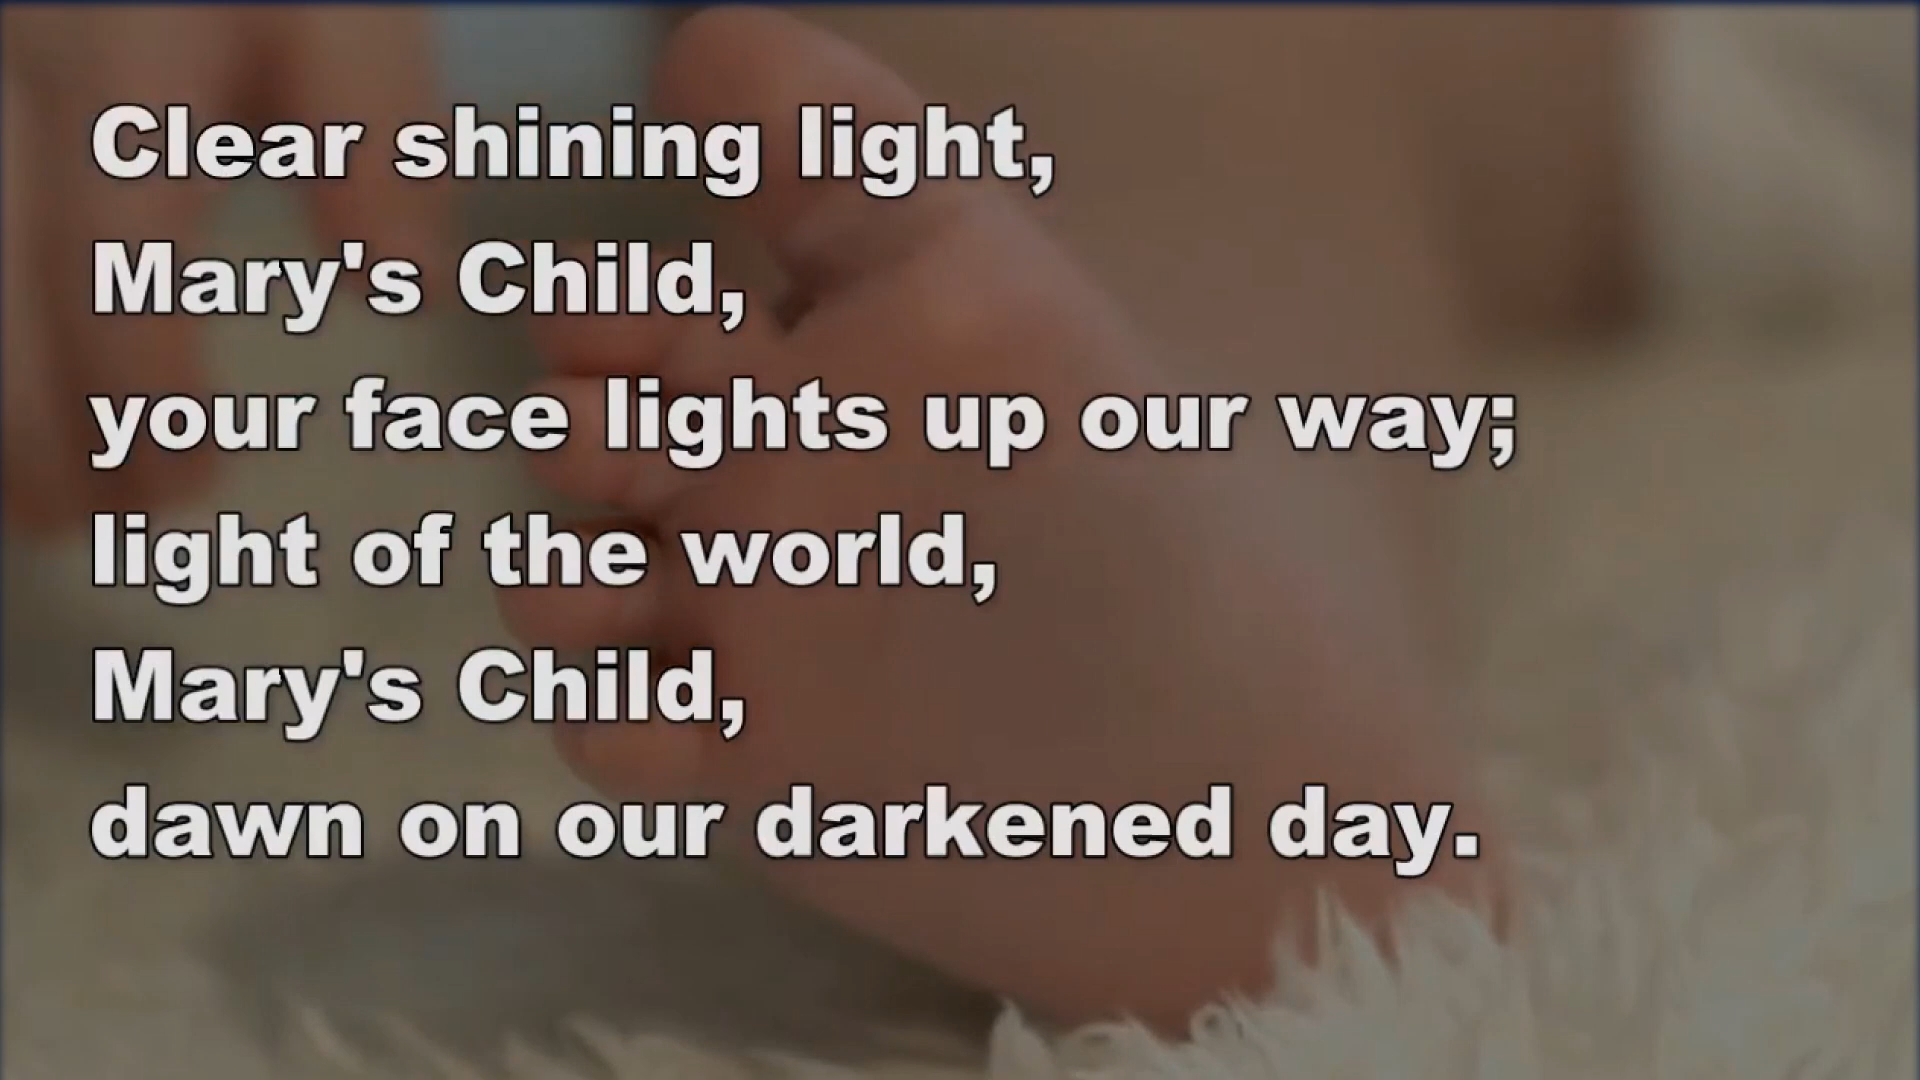 Clear shining light,
Mary's Child,
your face lights up our way;
light of the world,
Mary's Child,
dawn on our darkened day.